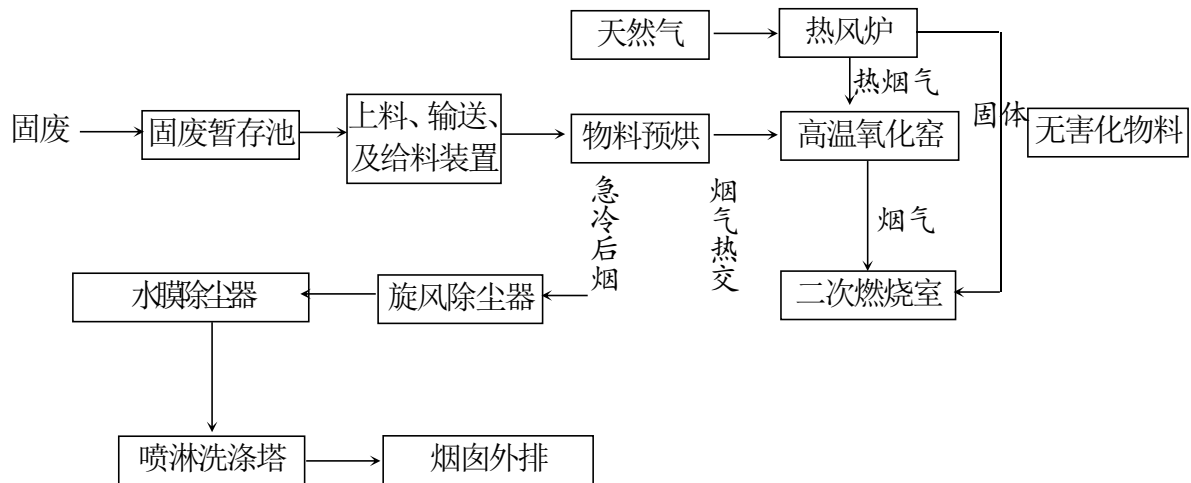 天然气
热风炉
热烟气
固废
固废暂存池
上料、输送、
及给料装置
物料预烘
高温氧化窑
固体
无害化物料
急冷后烟
烟气热交
烟气
水膜除尘器
旋风除尘器
二次燃烧室
喷淋洗涤塔
烟囱外排